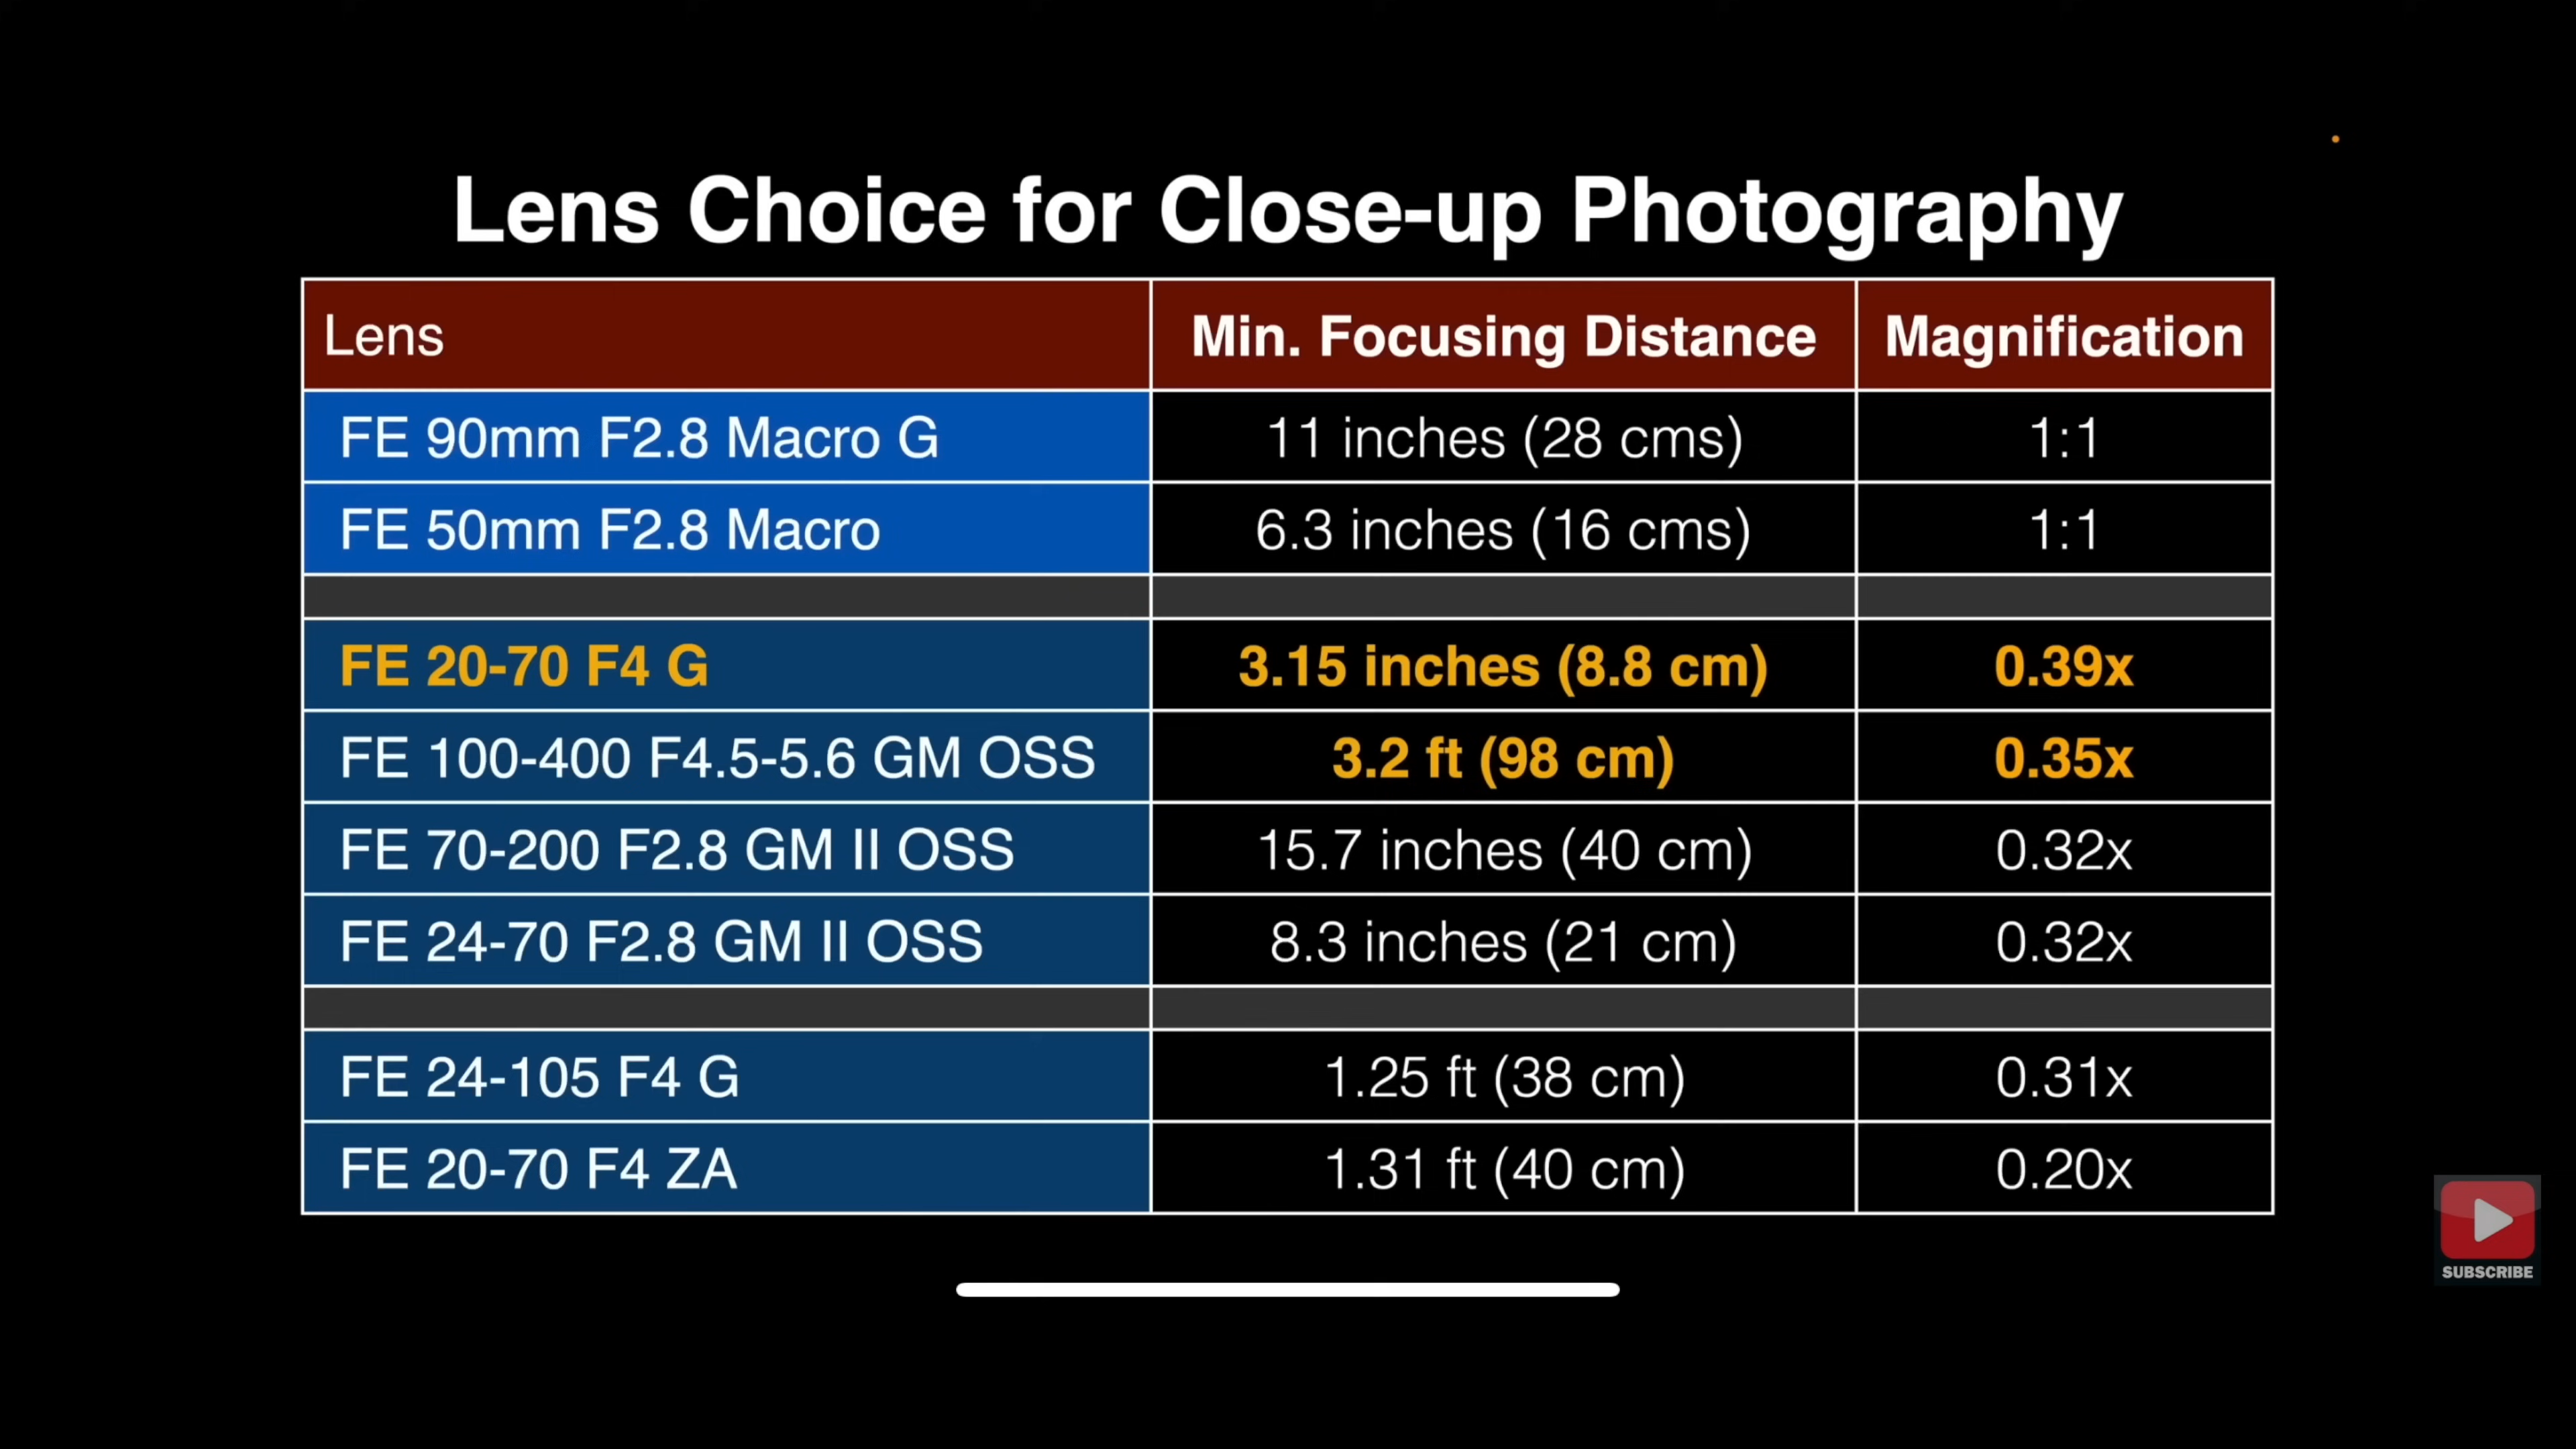 Lens Choice for Close-up Photography
Lens Min. Focusing Distance Magnification
FE 90mm F2.8 Macro G 11 inches (28 cms) 1:1
FE 50mm F2.8 Macro 6.3 inches (16 cms) 1:1
FE 20-70 F4 G 3.15 inches (8.8 cm) 0.39x
FE 100-400 F4.5-5.6 GM OSS 3.2 ft (98 cm) 0.35x
FE 70-200 F2.8 GM II OSS 15.7 inches (40 cm) 0.32x
FE 24-70 F2.8 GM II OSS 8.3 inches (21 cm) 0.32x
FE 24-105 F4 G 1.25 ft (38 cm) 0.31x
FE 20-70 F4 ZA 1.31 ft (40 cm) 0.20x
SUBSCRIBE